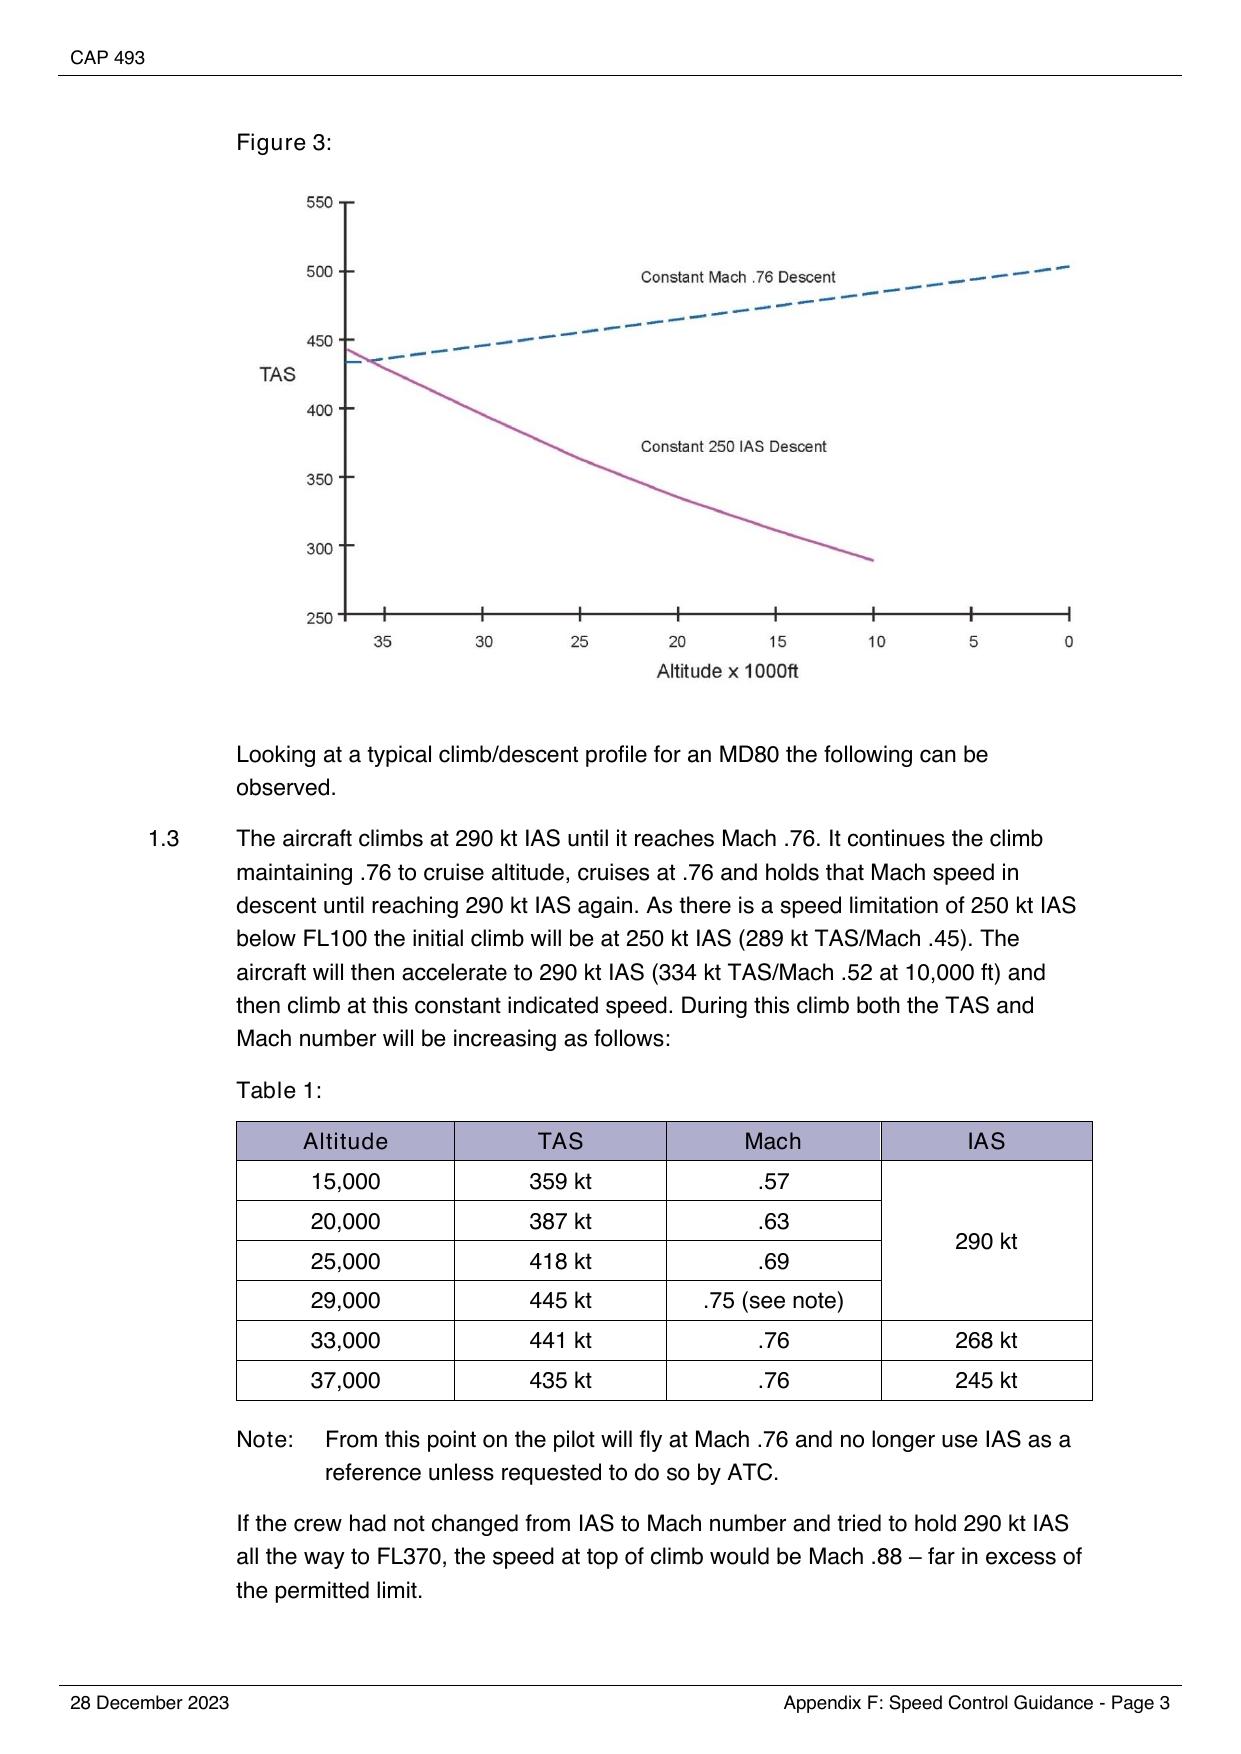 CAP 493
Figure 3:
550
500
450
TAS
400
350
300
250
Constant Mach .76 Descent
Constant 250 IAS Descent
35 30 25 20 15 10 5 0
Altitude x 1000ft
Looking at a typical climb/descent profile for an MD80 the following can be
observed.
1.3 The aircraft climbs at 290 kt IAS until it reaches Mach .76. It continues the climb
maintaining .76 to cruise altitude, cruises at .76 and holds that Mach speed in
descent until reaching 290 kt IAS again. As there is a speed limitation of 250 kt IAS
below FL100 the initial climb will be at 250 kt IAS (289 kt TAS/Mach .45). The
aircraft will then accelerate to 290 kt IAS (334 kt TAS/Mach .52 at 10,000 ft) and
then climb at this constant indicated speed. During this climb both the TAS and
Mach number will be increasing as follows:
Table 1:
Altitude TAS Mach IAS
15,000 359 kt .57
20,000 387 kt .63
290 kt
25,000 418 kt .69
29,000 445 kt .75 (see note)
33,000 441 kt .76 268 kt
37,000 435 kt .76 245 kt
Note: From this point on the pilot will fly at Mach .76 and no longer use IAS as a
reference unless requested to do so by ATC.
If the crew had not changed from IAS to Mach number and tried to hold 290 kt IAS
all the way to FL370, the speed at top of climb would be Mach .88 – far in excess of
the permitted limit.
28 December 2023 Appendix F: Speed Control Guidance - Page 3